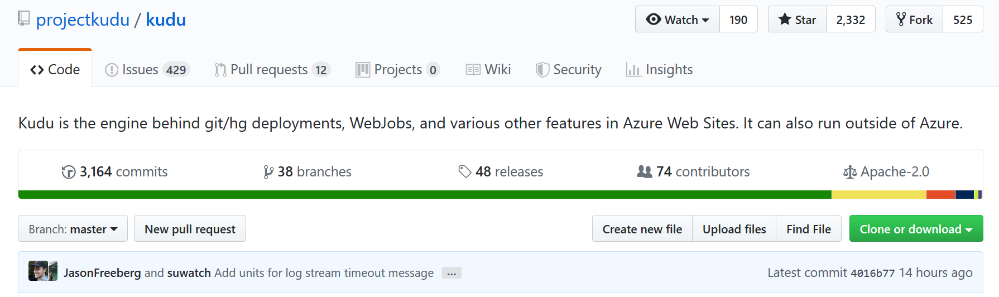 projectkudu / kudu
Watch 190 Star 2,332 Fork 525
Code Issues 429 Pull requests 12 Projects 0 Wiki Security Insights
Kudu is the engine behind git/hg deployments, WebJobs, and various other features in Azure Web Sites. It can also run outside of Azure.
3,164 commits 38 branches 48 releases 74 contributors Apache-2.0
Branch: master New pull request Create new file Upload files Find File Clone or download
JasonFreeberg and suwatch Add units for log stream timeout message ... Latest commit 4016b77 14 hours ago